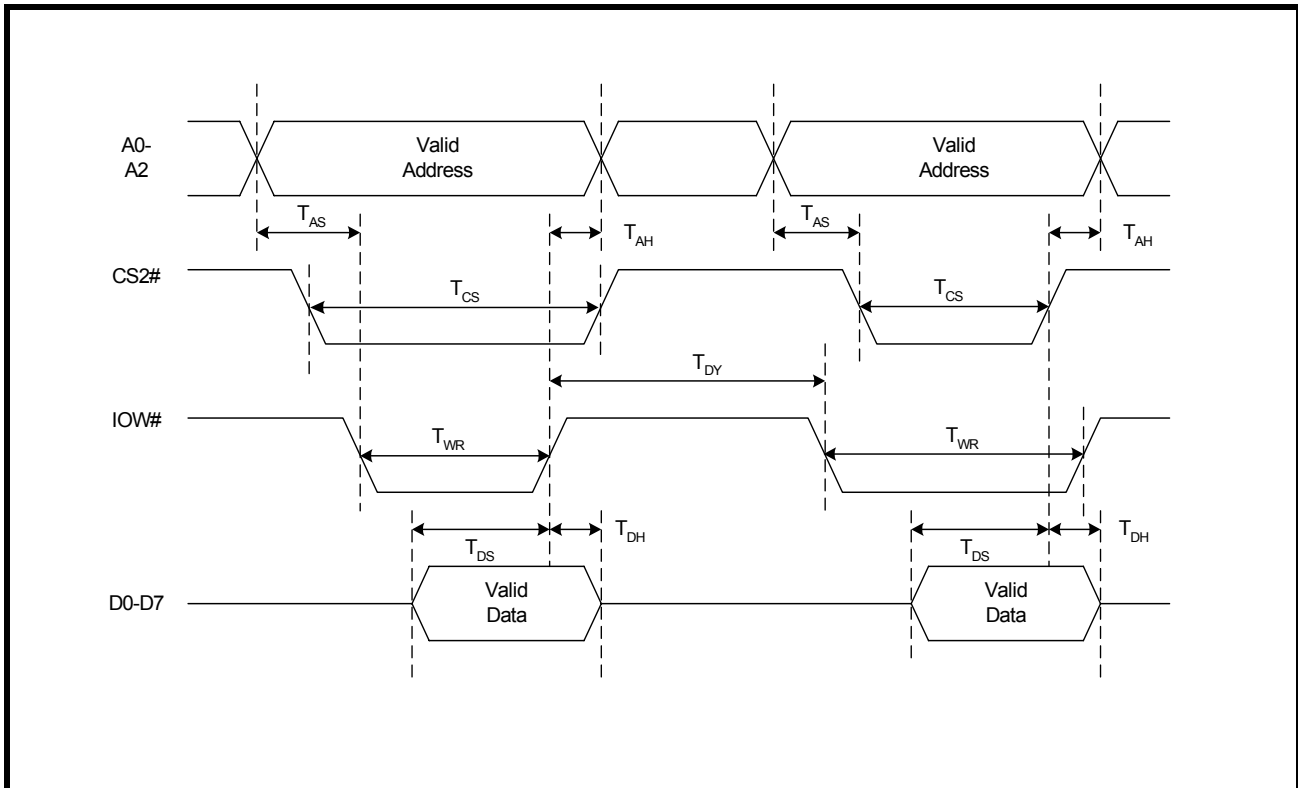 A0-
A2
Valid
Address
Valid
Address
TAS
TAH
TAS
TAH
CS2#
TCS
TCS
TDY
IOW#
TWR
TWR
TDS
TDH
TDS
TDH
D0-D7
Valid
Data
Valid
Data